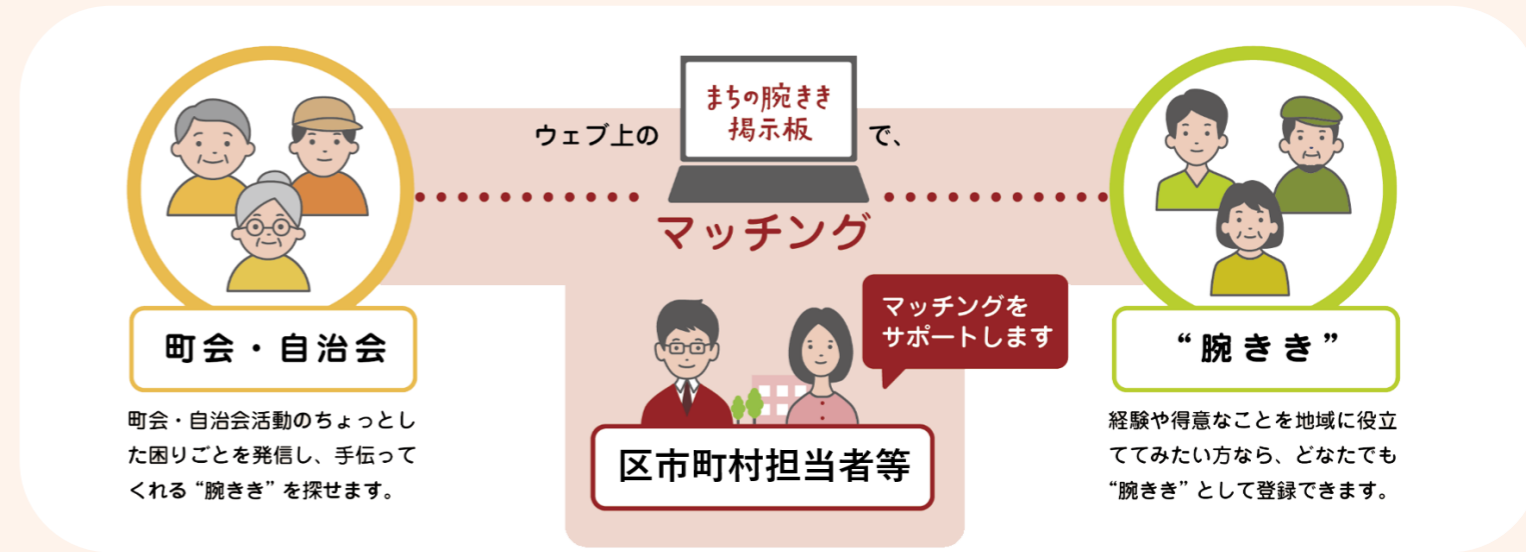 ウェブ上の
まちの腕きき
掲示板
で、
マッチング
町会・自治会
町会・自治会活動のちょっとし
た困りごとを発信し、手伝って
くれる“腕きき”を探せます。
マッチングを
サポートします
区市町村担当者等
“腕きき”
経験や得意なことを地域に役立
ててみたい方なら、どなたでも
“腕きき”として登録できます。